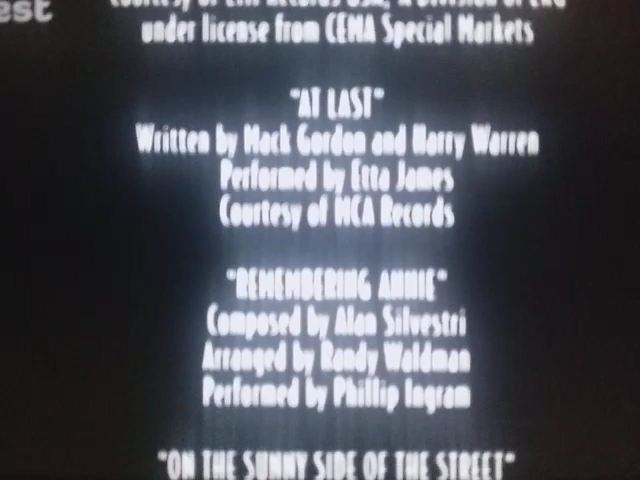 est
under license from CEMA Special Markets
"AT LAST"
Written by Mack Gordon and Harry Warren
Performed by Etta James
Courtesy of MCA Records
"REMEMBERING ANNIE"
Composed by Alan Silvestri
Arranged by Randy Waldman
Performed by Phillip Ingram
"ON THE SUNNY SIDE OF THE STREET"